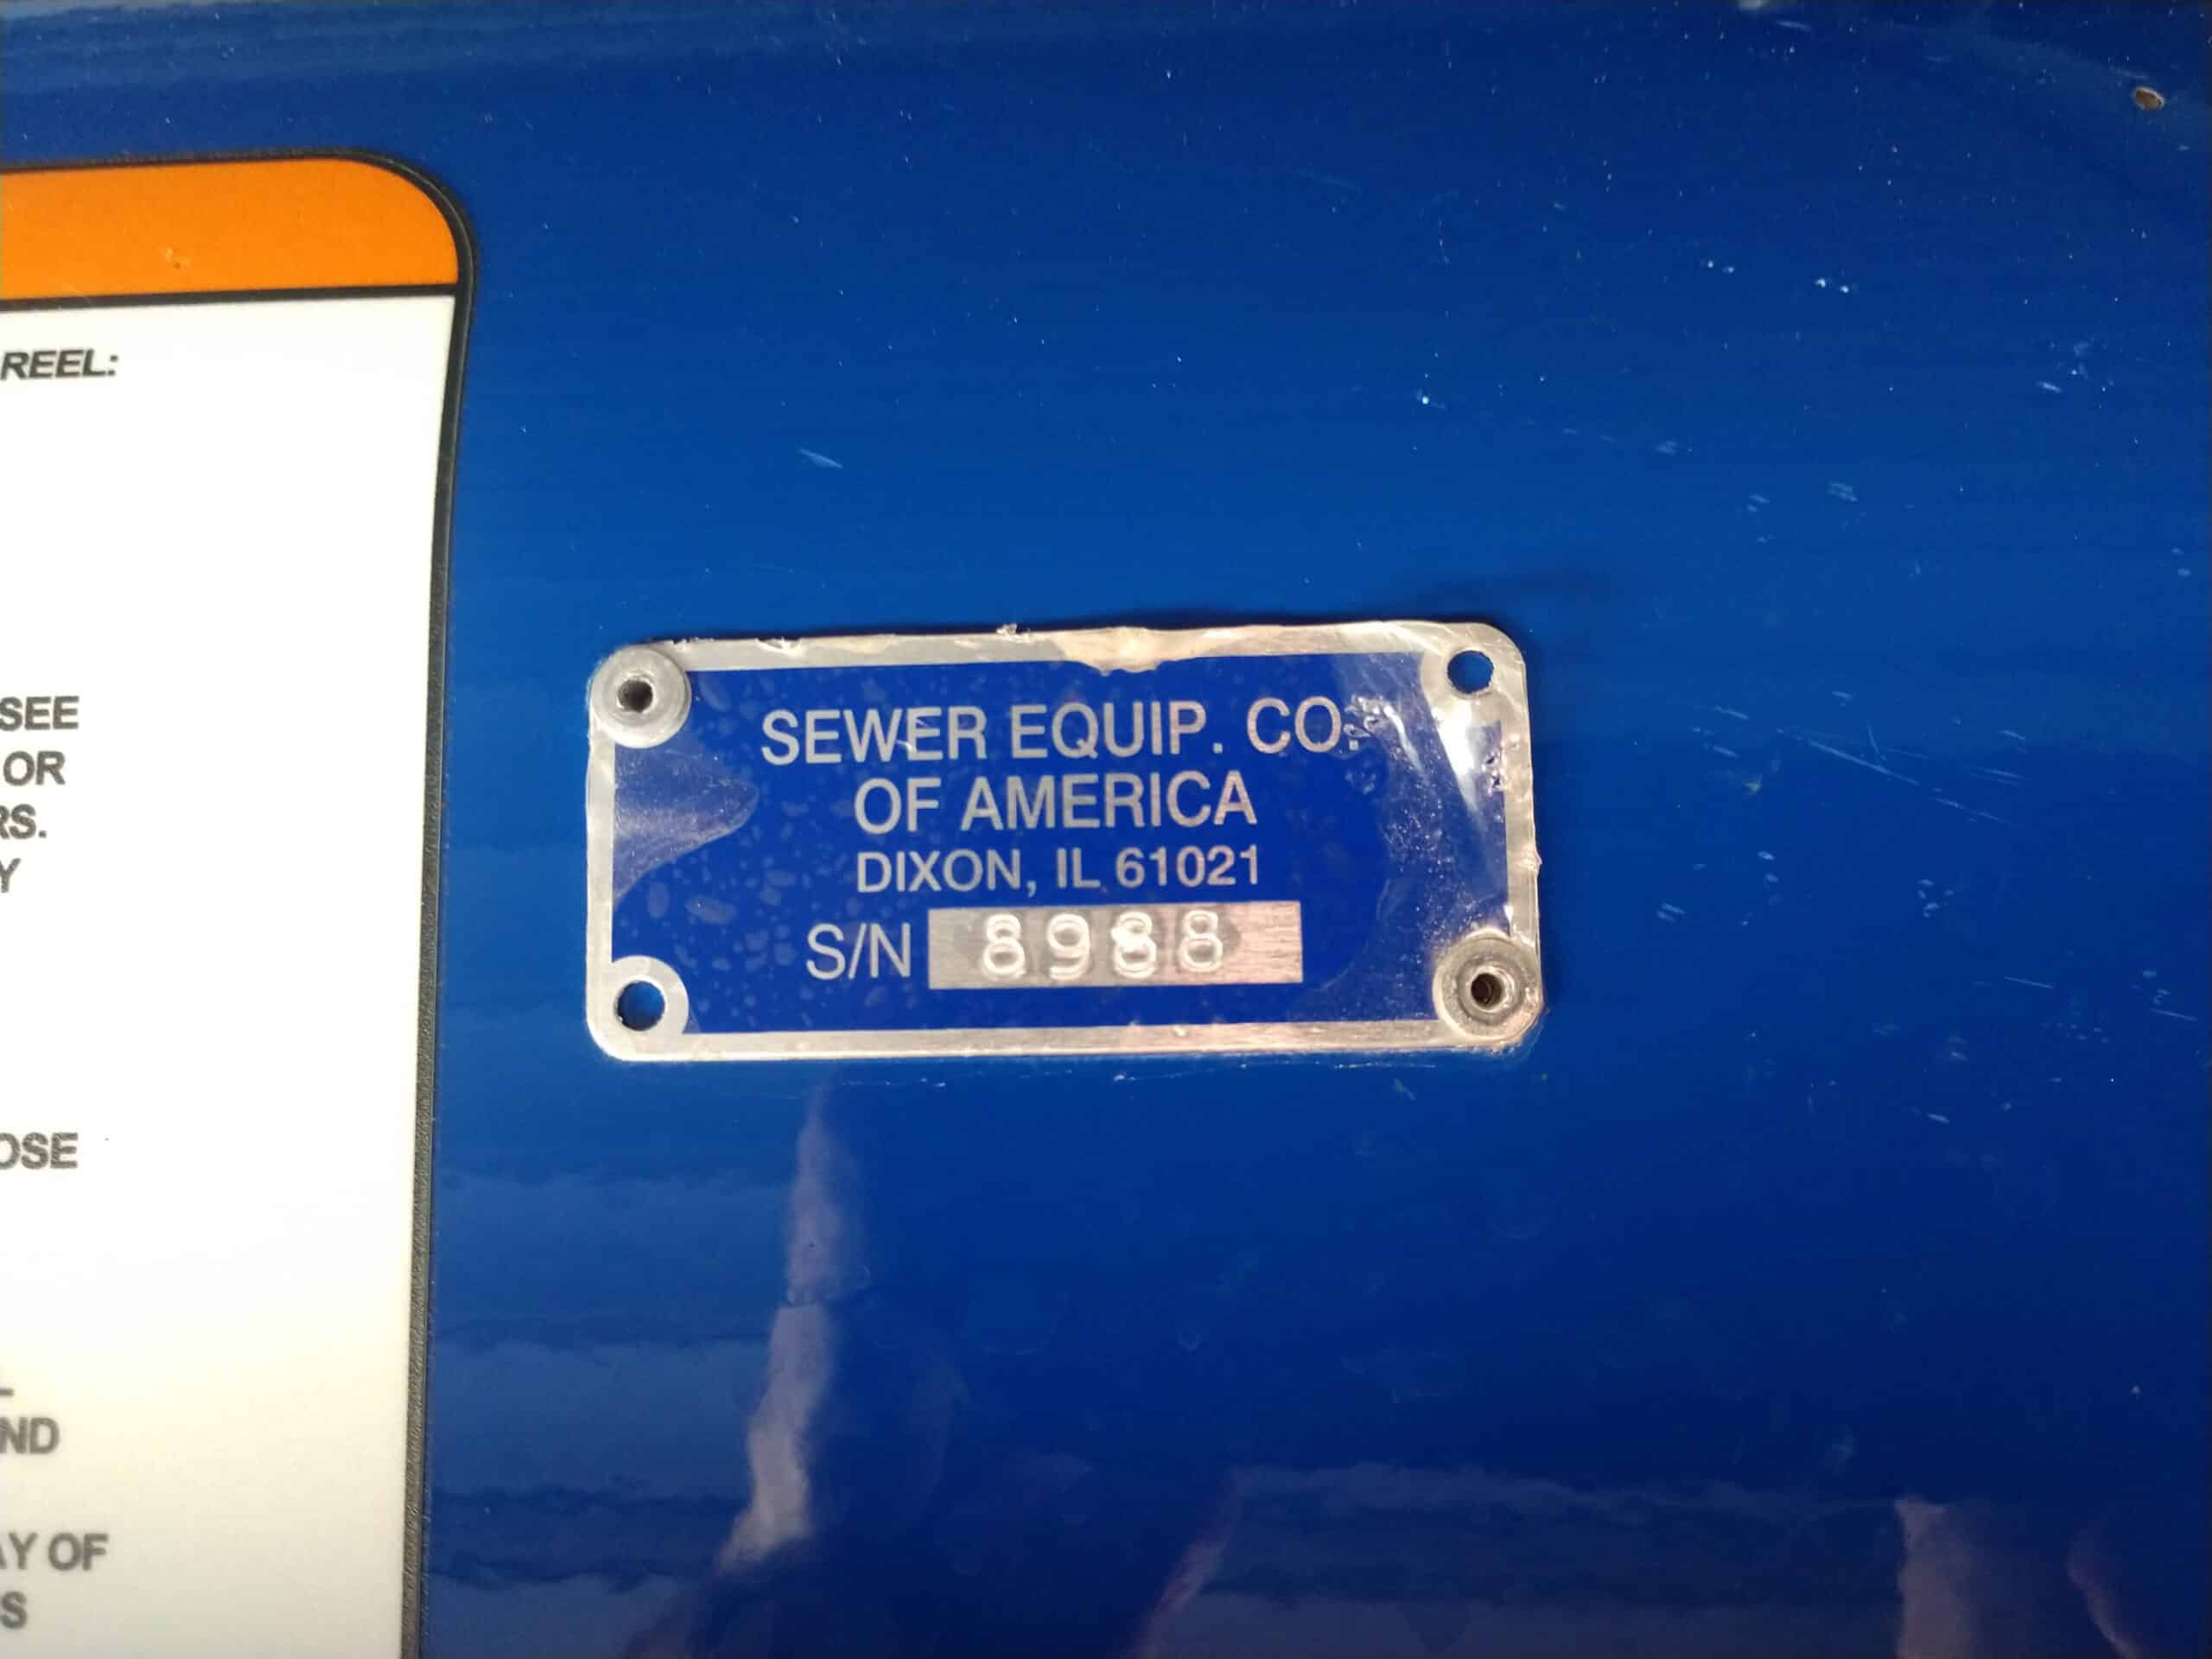 REEL:
SEE
OR
RS.
Y
OSE
ND
AY OF
S
SEWER EQUIP. CO.
OF AMERICA
DIXON, IL 61021
S/N 8988